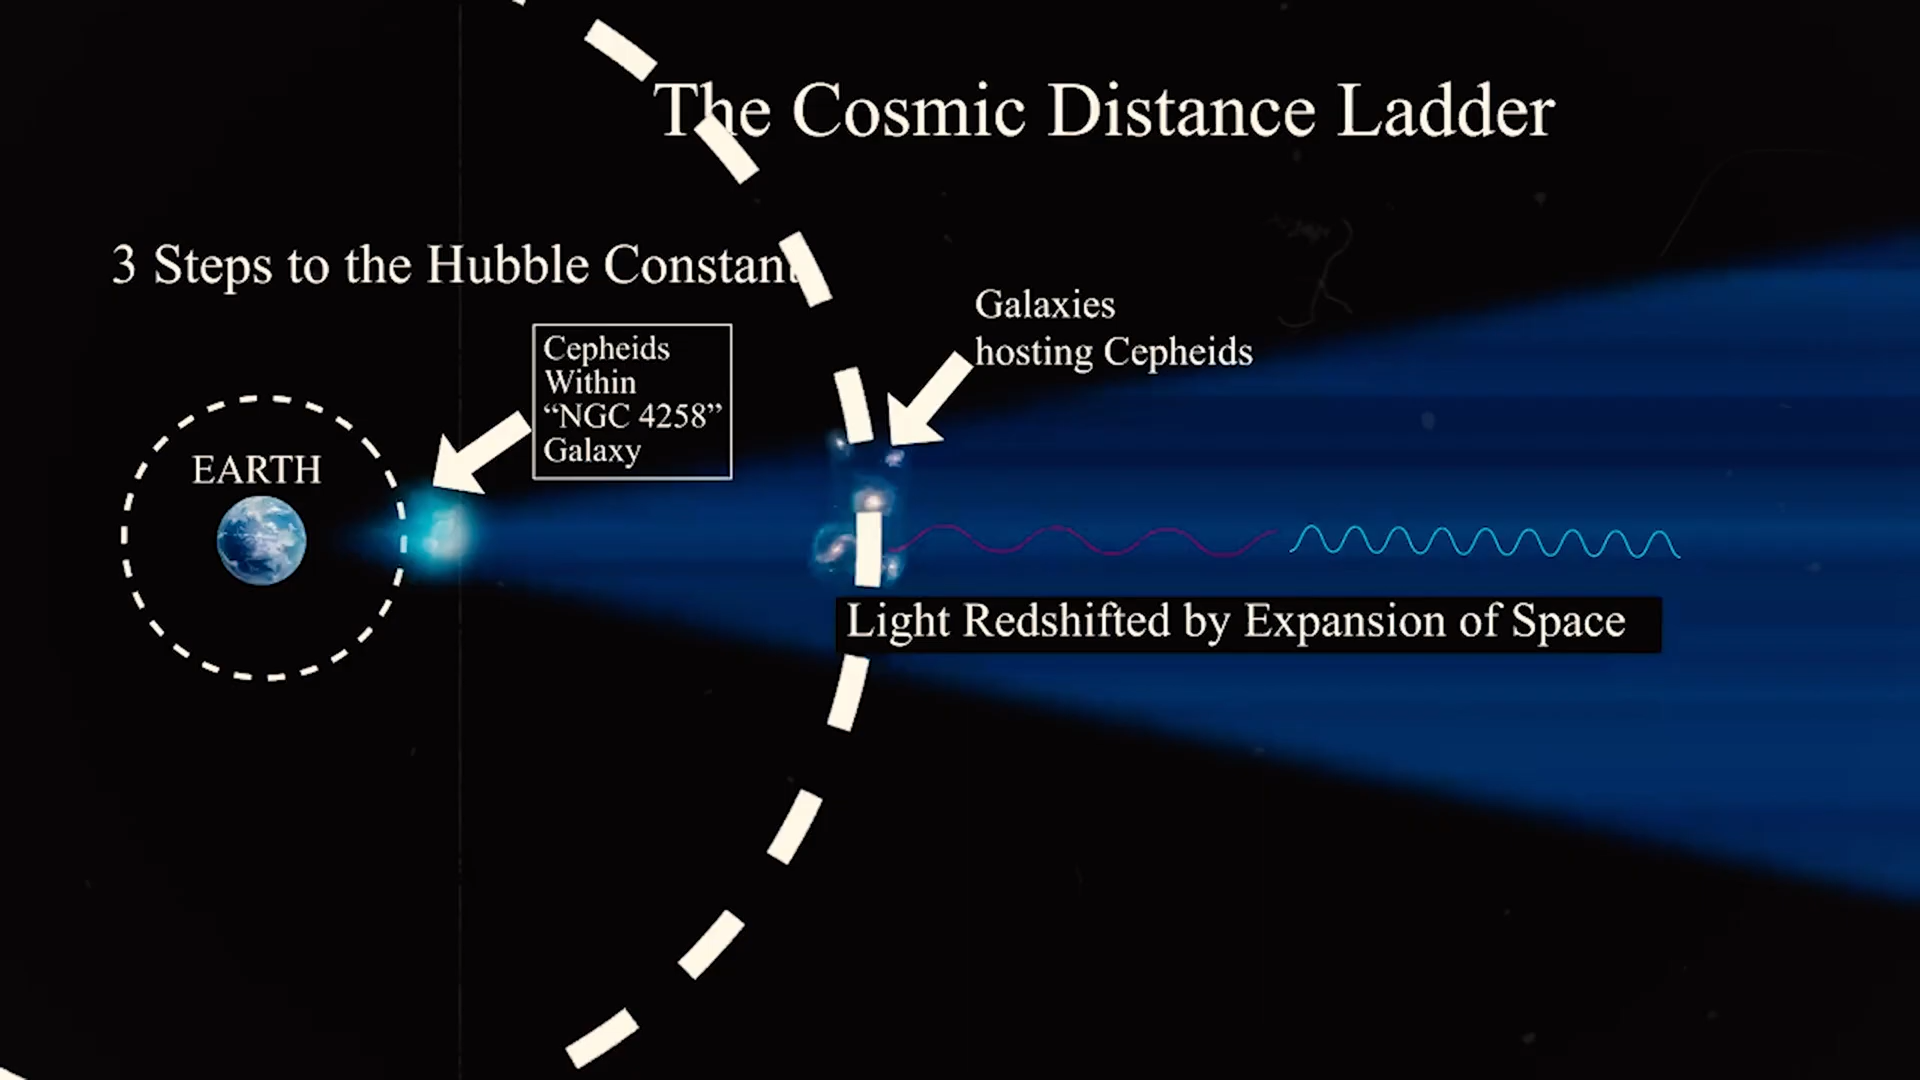 The Cosmic Distance Ladder
3 Steps to the Hubble Constant
Galaxies
hosting Cepheids
Cepheids
Within
“NGC 4258”
Galaxy
EARTH
Light Redshifted by Expansion of Space